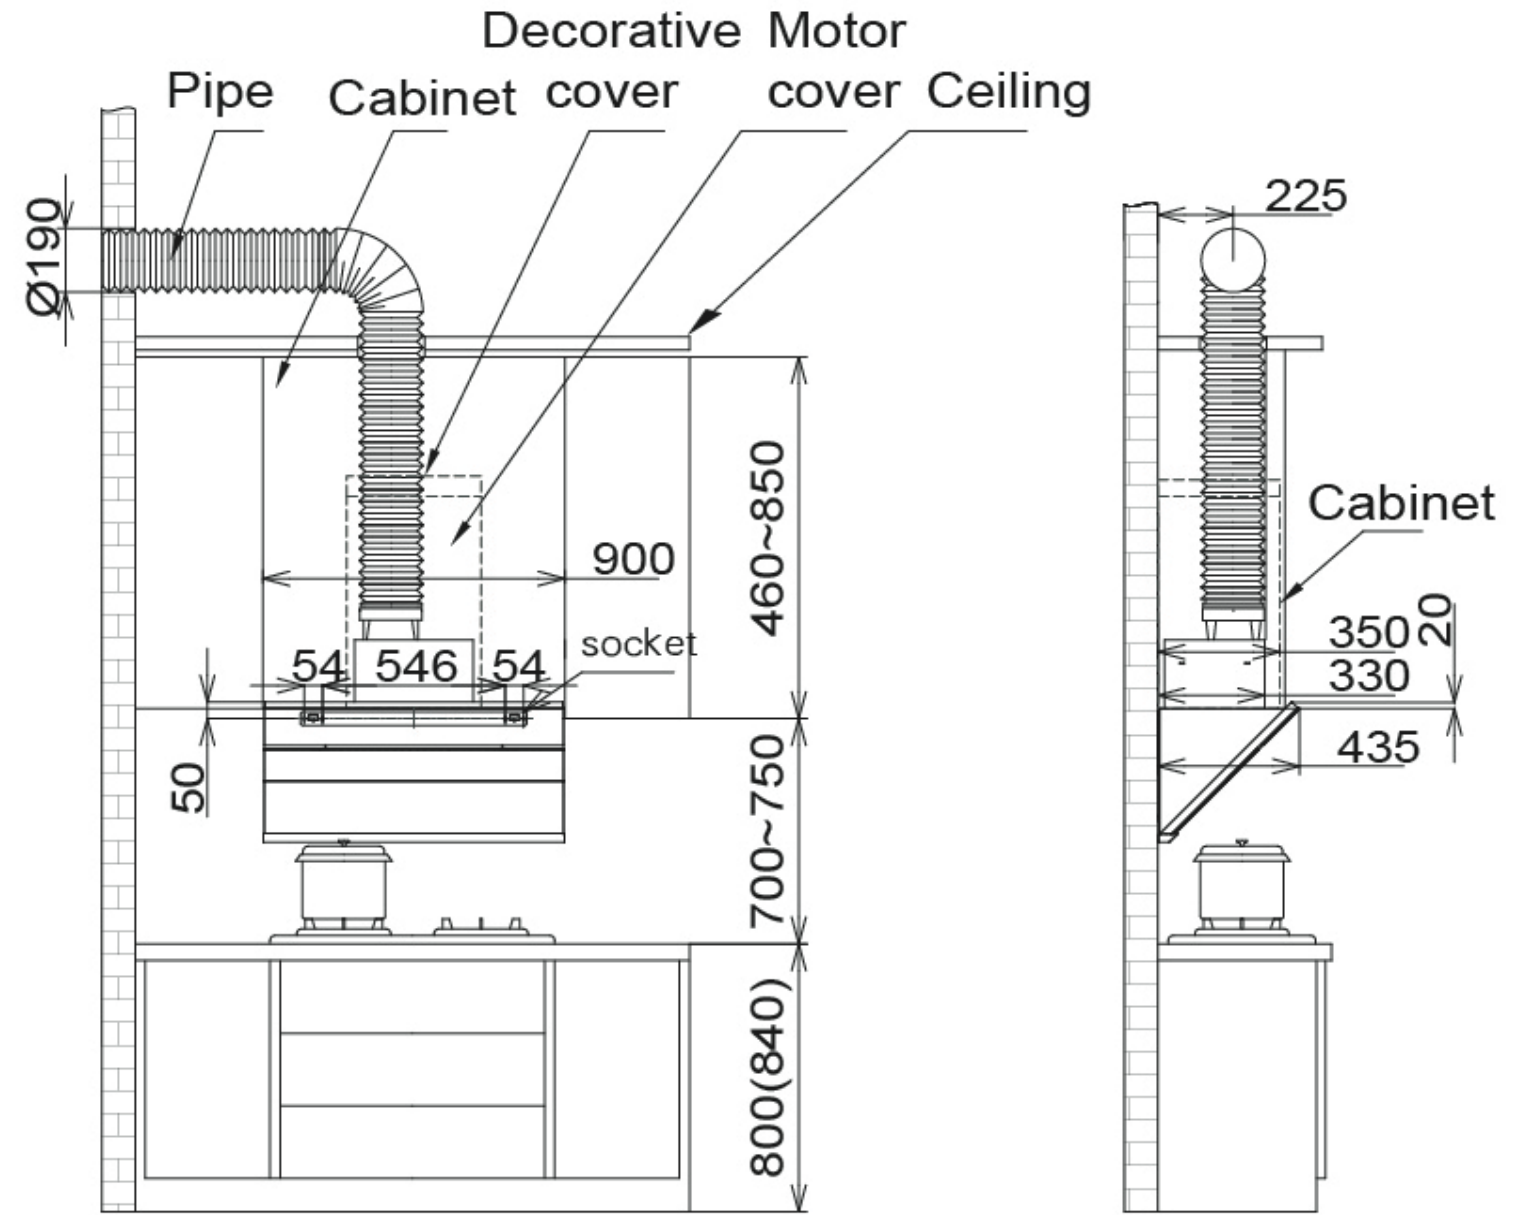 Decorative Motor
Pipe Cabinet cover cover Ceiling
225
Ø190
460~850
Cabinet
900
20
socket
350
54 546 54
330
435
50
700~750
800(840)